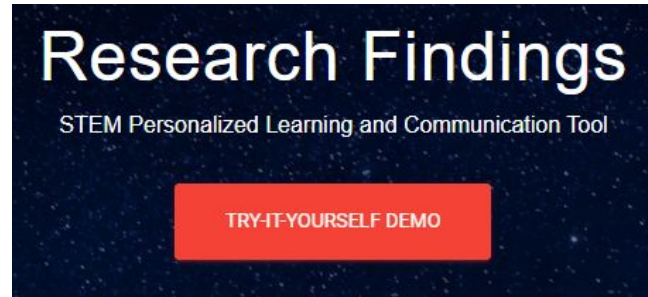 Research Findings
STEM Personalized Learning and Communication Tool
TRY-IT-YOURSELF DEMO